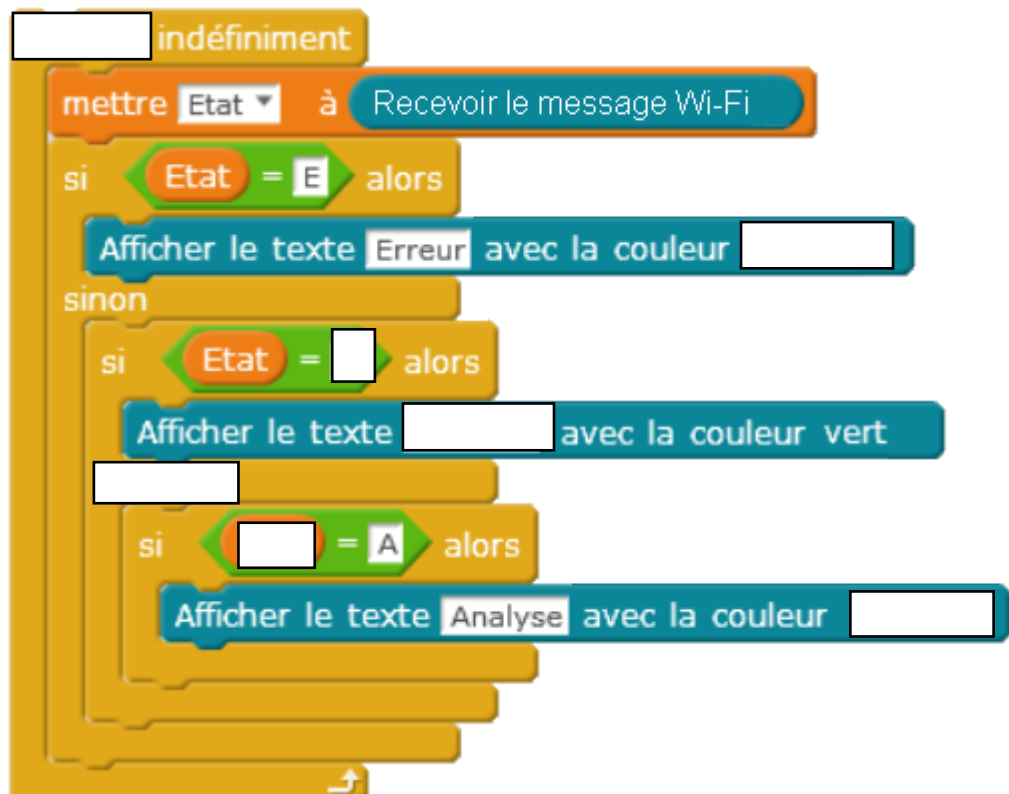 indéfiniment
mettre Etat à Recevoir le message Wi-Fi
si Etat = E alors
Afficher le texte Erreur avec la couleur
sinon
si Etat = alors
Afficher le texte avec la couleur vert
si = A alors
Afficher le texte Analyse avec la couleur